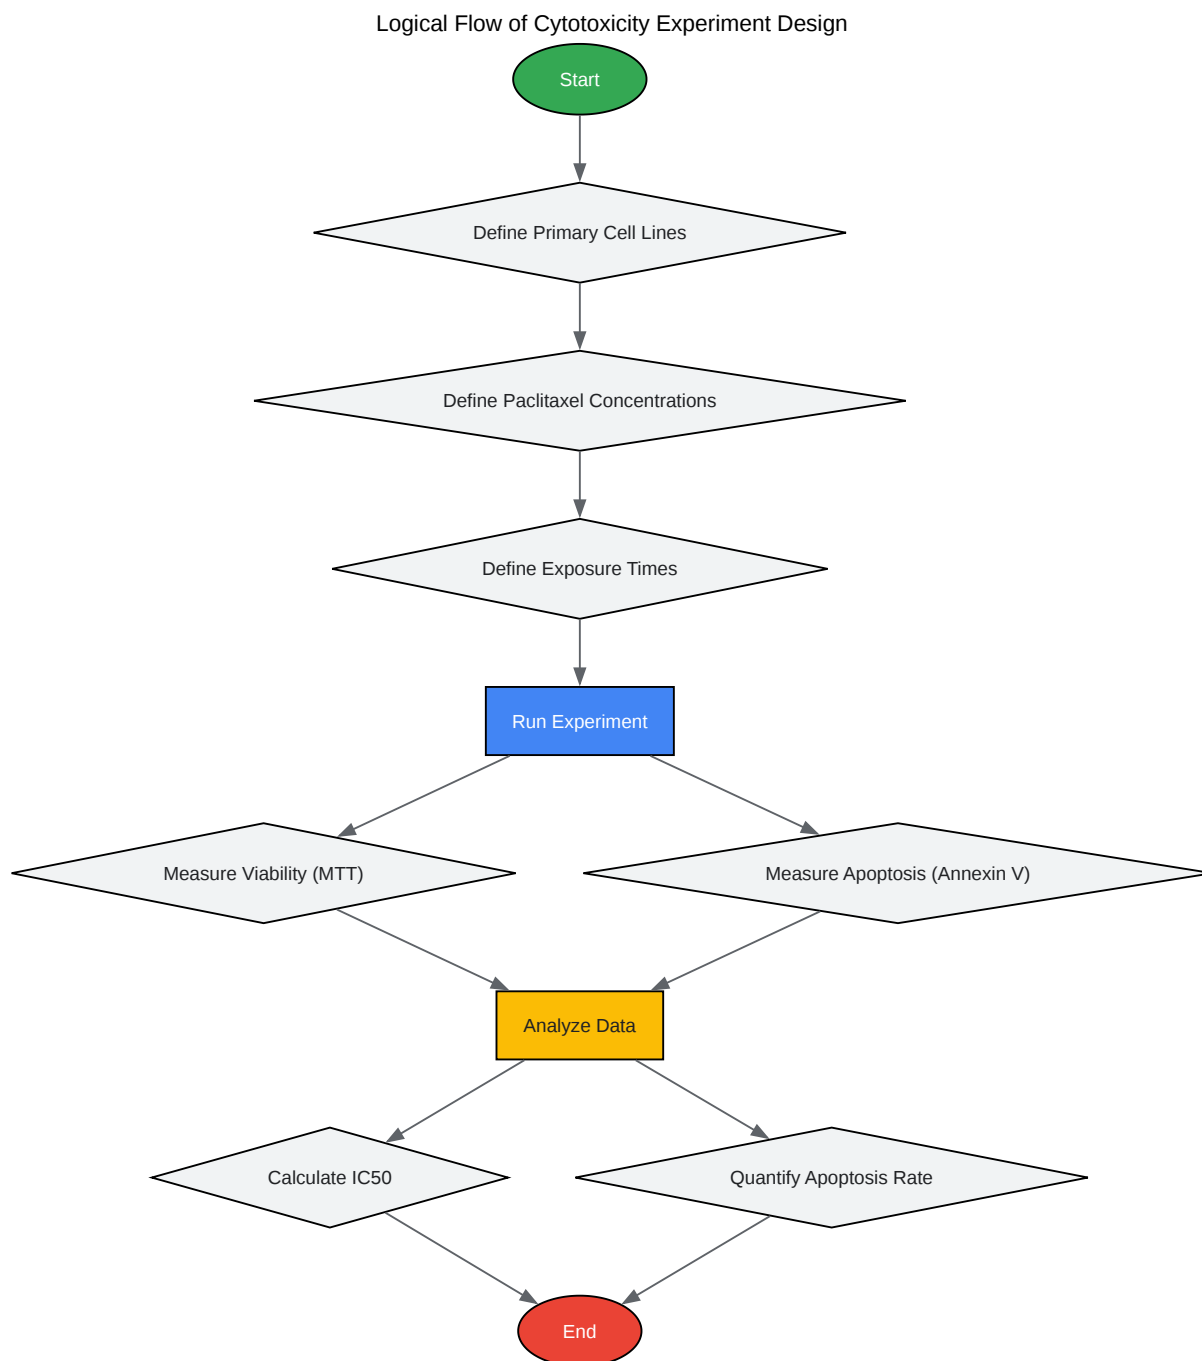 Logical Flow of Cytotoxicity Experiment Design
Start
Define Primary Cell Lines
Define Paclitaxel Concentrations
Define Exposure Times
Run Experiment
Measure Viability (MTT)
Measure Apoptosis (Annexin V)
Analyze Data
Calculate IC50
Quantify Apoptosis Rate
End